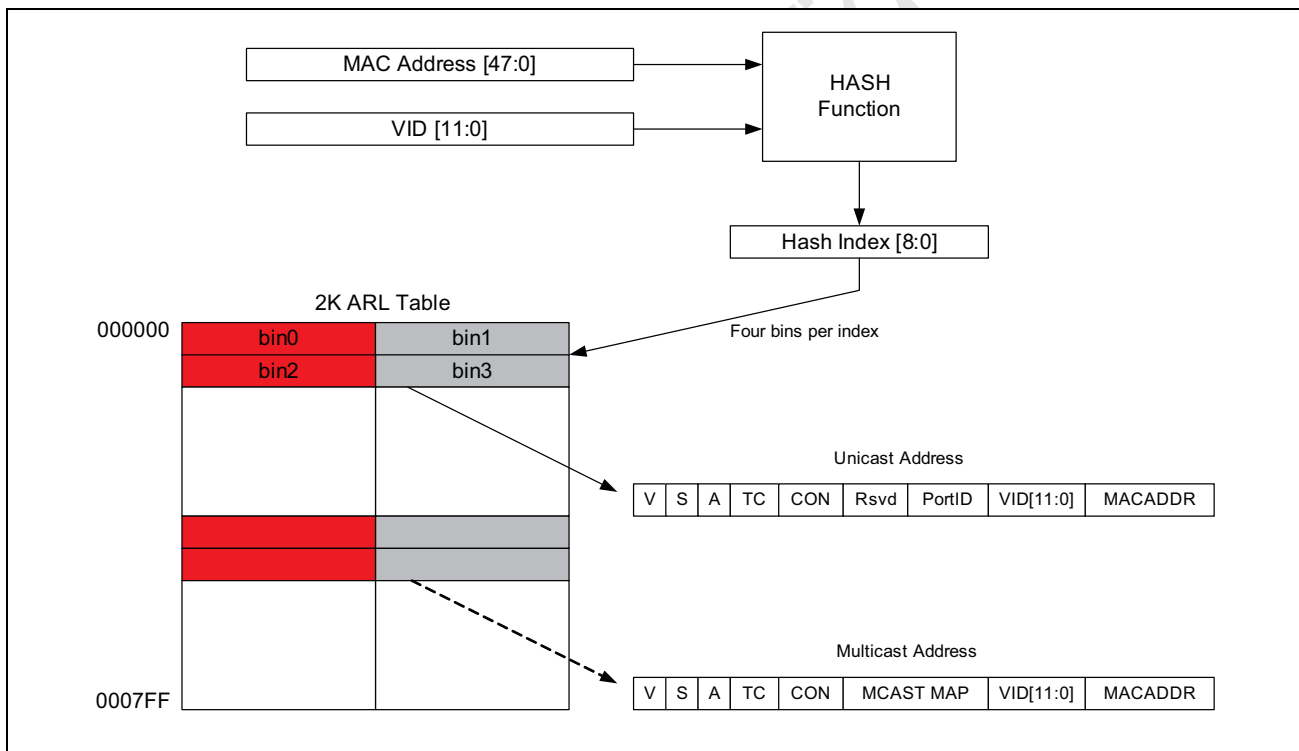 MAC Address [47:0]
HASH
Function
VID [11:0]
Hash Index [8:0]
2K ARL Table
000000
bin0
bin1
Four bins per index
bin2
bin3
Unicast Address
V S A TC CON Rsvd PortID VID[11:0] MACADDR
Multicast Address
0007FF
V S A TC CON MCAST MAP VID[11:0] MACADDR